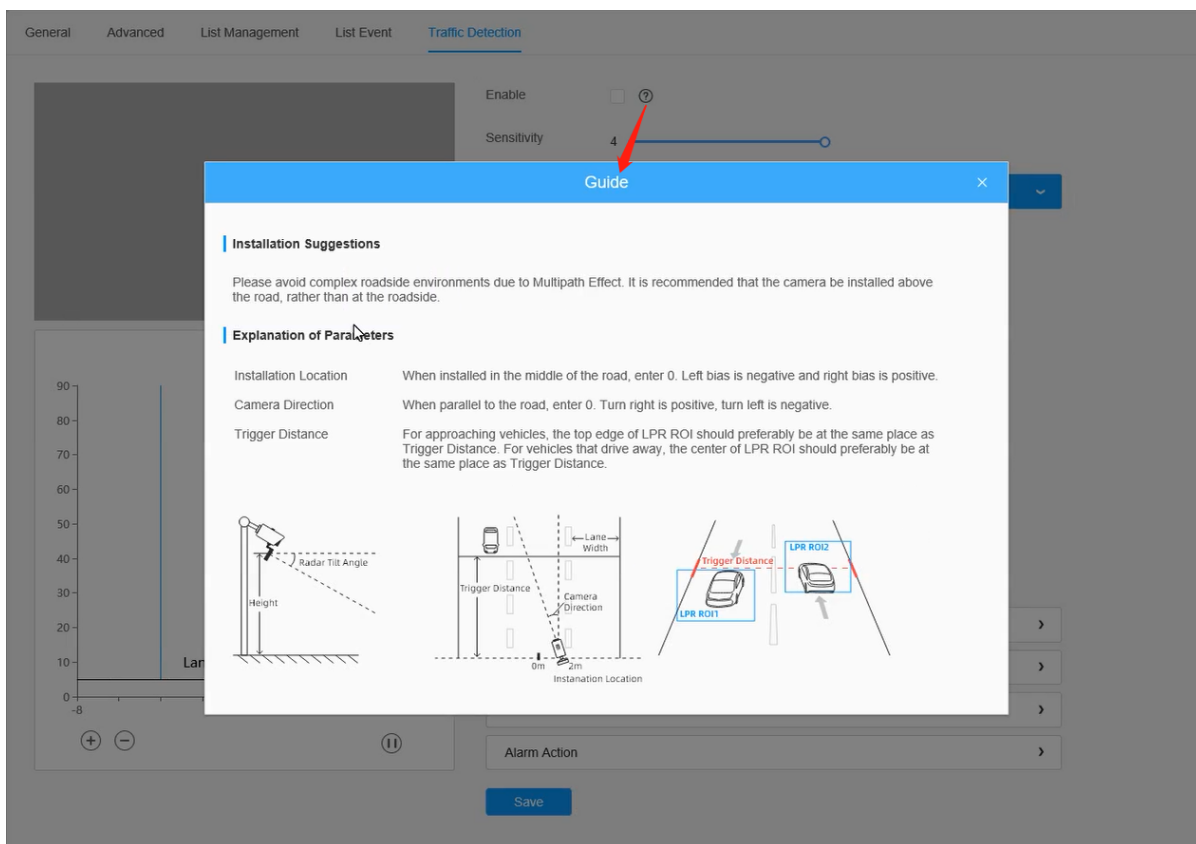 General Advanced List Management List Event Traffic Detection
Enable ?
Sensitivity 4
Guide
Installation Suggestions
Please avoid complex roadside environments due to Multipath Effect. It is recommended that the camera be installed above
the road, rather than at the roadside.
Explanation of Parameters
Installation Location When installed in the middle of the road, enter 0. Left bias is negative and right bias is positive.
Camera Direction When parallel to the road, enter 0. Turn right is positive, turn left is negative.
Trigger Distance For approaching vehicles, the top edge of LPR ROI should preferably be at the same place as
Trigger Distance. For vehicles that drive away, the center of LPR ROI should preferably be at
the same place as Trigger Distance.
Radar Tilt Angle
Height
Lane
Width
Trigger Distance
Camera
Direction
0m 2m
Instanation Location
Trigger Distance
LPR ROI2
LPR ROI1
90
80
70
60
50
40
30
20
10
0
-8
Alarm Action
Save